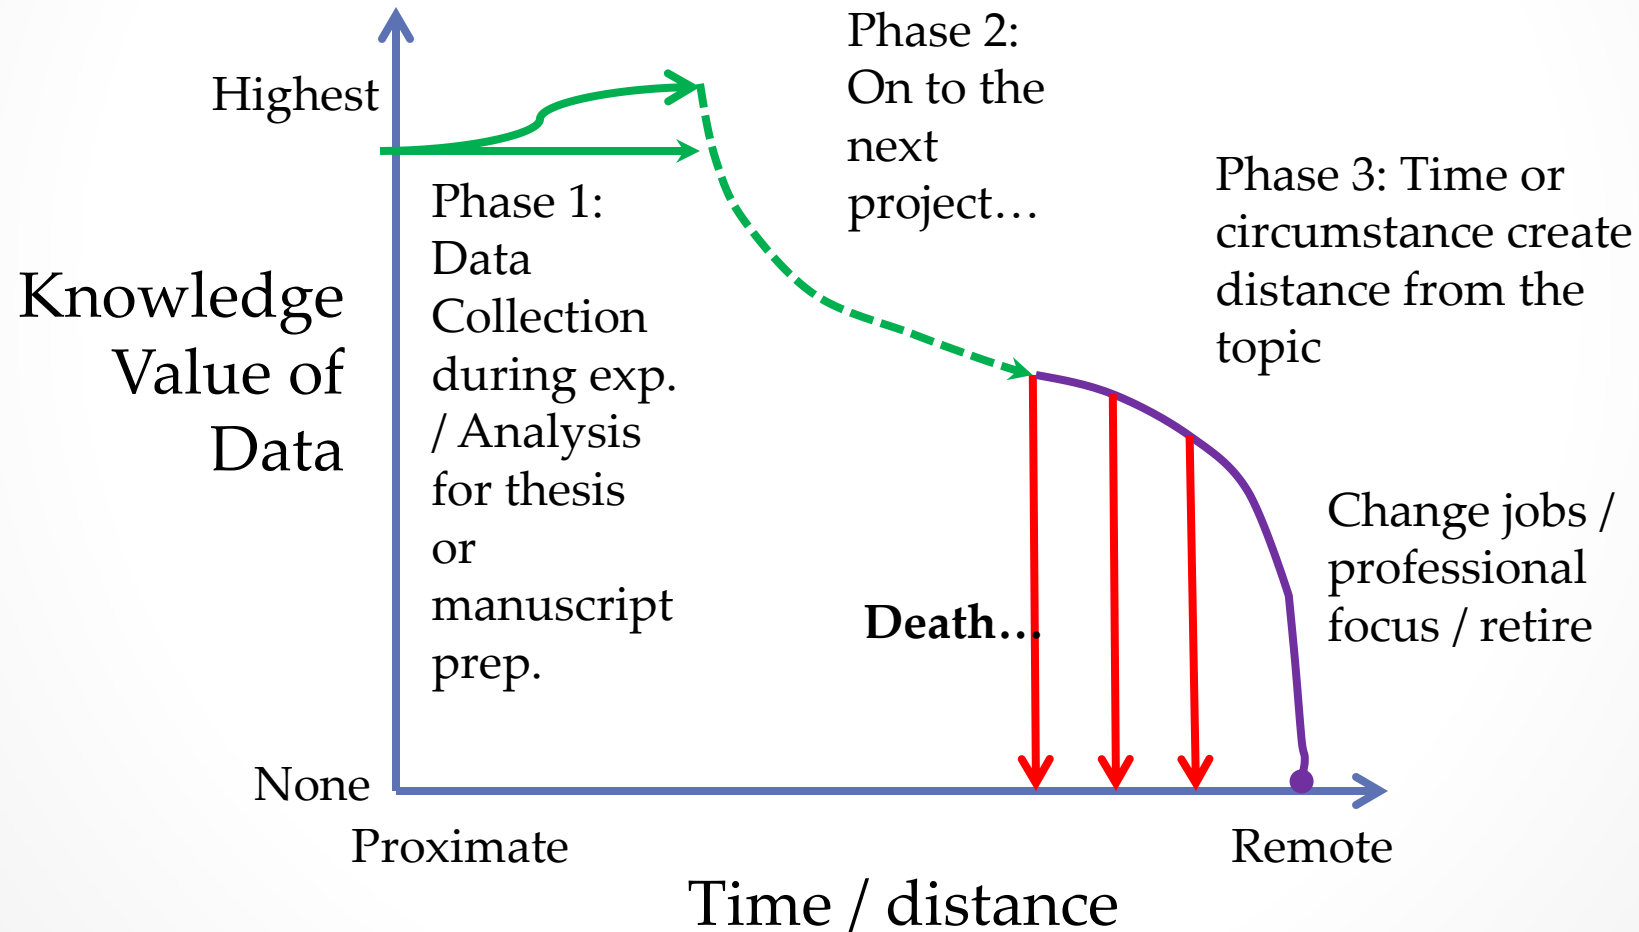 Highest
Knowledge
Value of
Data
None
Phase 1:
Data
Collection
during exp.
/ Analysis
for thesis
or
manuscript
prep.
Phase 2:
On to the
next
project…
Phase 3: Time or
circumstance create
distance from the
topic
Death…
Change jobs /
professional
focus / retire
Proximate
Remote
Time / distance